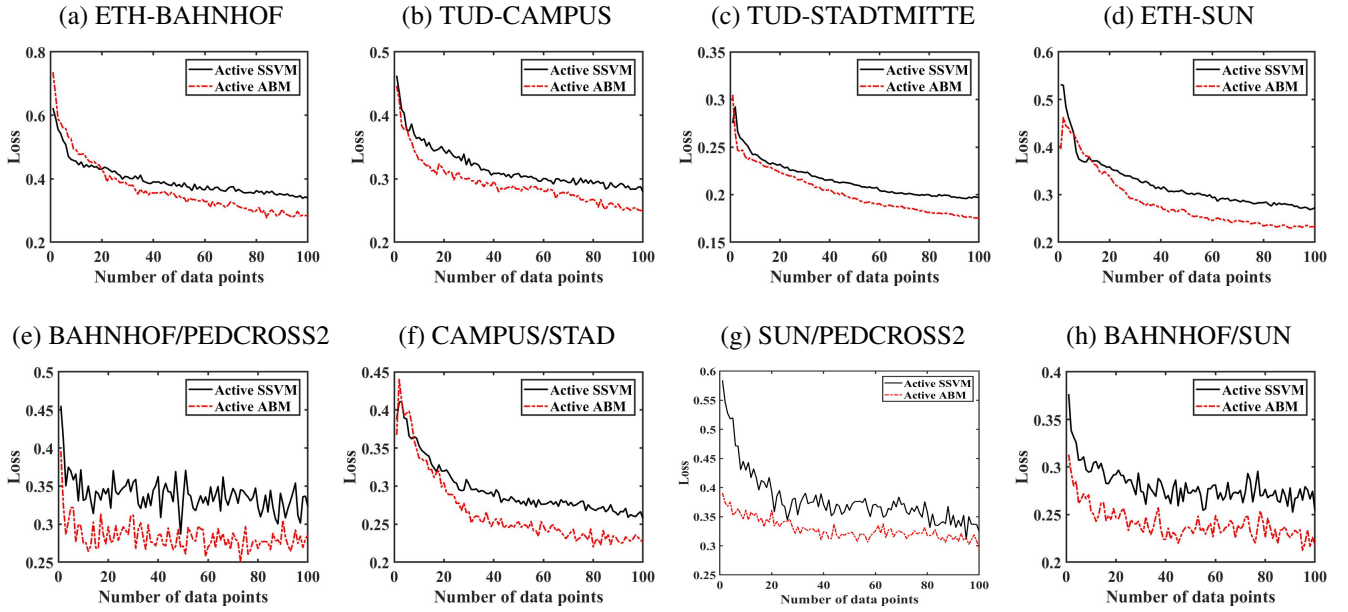 (a) ETH-BAHNHOF
(b) TUD-CAMPUS
(c) TUD-STADTMITTE
(d) ETH-SUN
0.8
0.6
0.4
0.2
Loss
0 20 40 60 80 100
Number of data points
Active SSVM
Active ABM
0.5
0.4
0.3
0.2
Loss
0 20 40 60 80 100
Number of data points
Active SSVM
Active ABM
0.35
0.3
0.25
0.2
0.15
Loss
0 20 40 60 80 100
Number of data points
Active SSVM
Active ABM
0.6
0.5
0.4
0.3
0.2
Loss
0 20 40 60 80 100
Number of data points
Active SSVM
Active ABM
(e) BAHNHOF/PEDCROSS2
(f) CAMPUS/STAD
(g) SUN/PEDCROSS2
(h) BAHNHOF/SUN
0.5
0.45
0.4
0.35
0.3
0.25
Loss
0 20 40 60 80 100
Number of data points
Active SSVM
Active ABM
0.45
0.4
0.35
0.3
0.25
0.2
Loss
0 20 40 60 80 100
Number of data points
Active SSVM
Active ABM
0.6
0.55
0.5
0.45
0.4
0.35
0.3
0.25
Loss
0 20 40 60 80 100
Number of data points
Active SSVM
Active ABM
0.4
0.35
0.3
0.25
0.2
Loss
0 20 40 60 80 100
Number of data points
Active SSVM
Active ABM